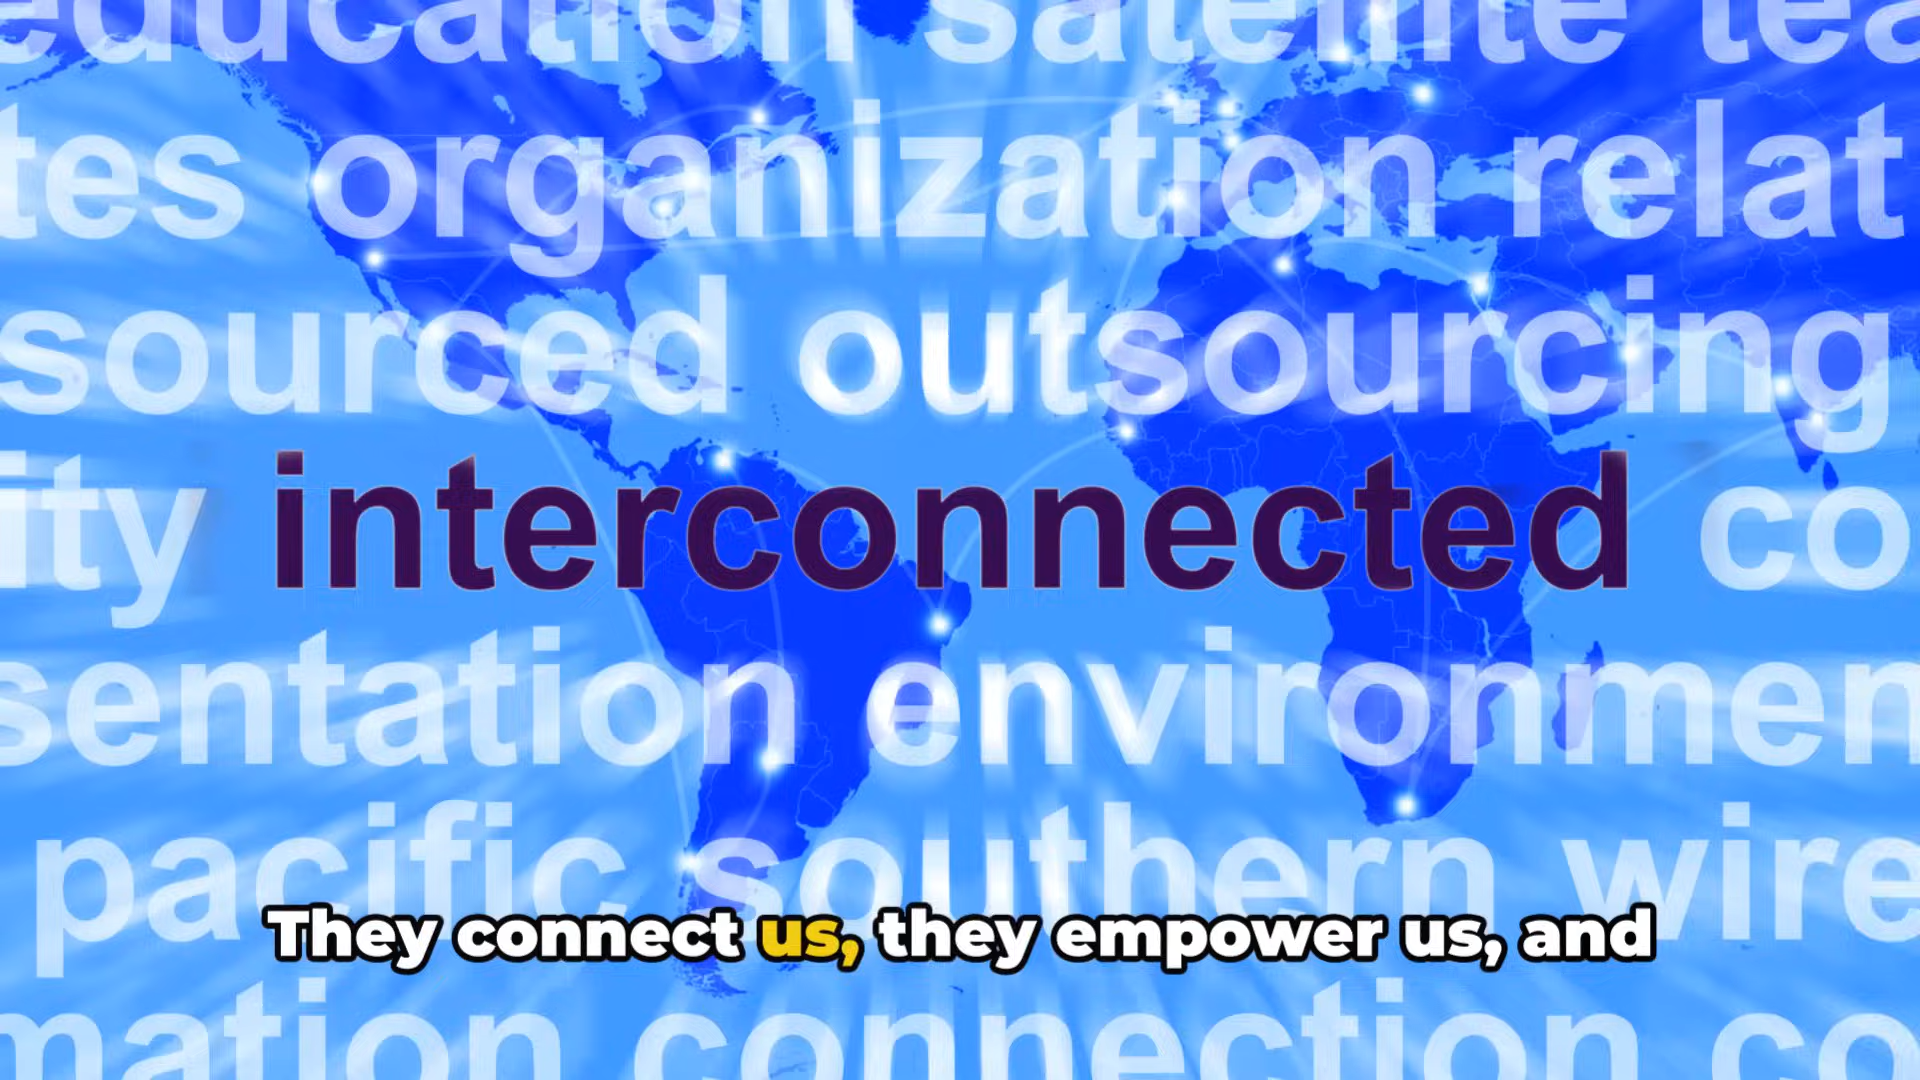 education satellite tea
tes organization relat
sourced outsourcing
ity interconnected co
sentation environmen
pacific southern wire
They connect us, they empower us, and
mation connection co